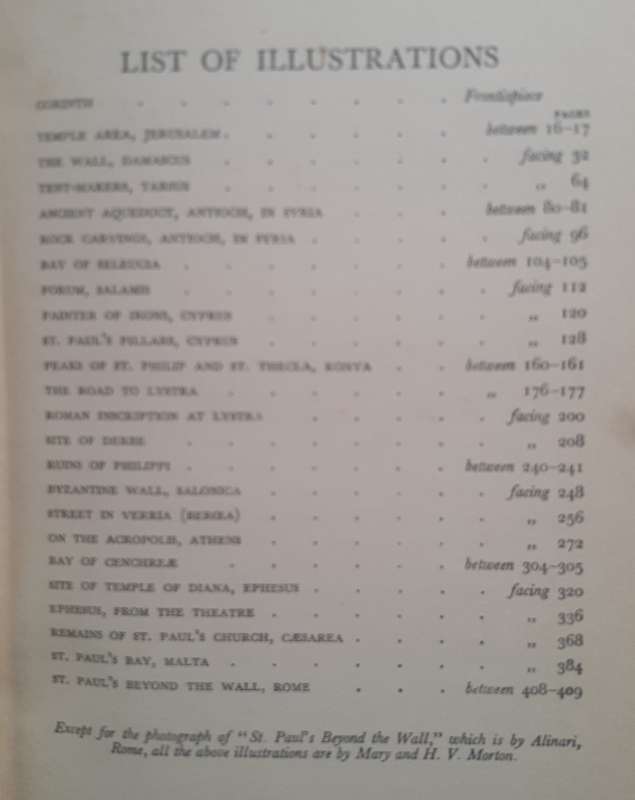 LIST OF ILLUSTRATIONS
CORINTH . . . . . . . . Frontispiece
PAGES
TEMPLE AREA, JERUSALEM . . . . . . between 16–17
THE WALL, DAMASCUS . . . . . . . facing 32
TENT-MAKERS, TARSUS . . . . . . . „ 64
ANCIENT AQUEDUCT, ANTIOCH, IN SYRIA . . . between 80–81
ROCK CARVINGS, ANTIOCH, IN SYRIA . . . . . facing 96
BAY OF SELEUCIA . . . . . . . between 104–105
FORUM, SALAMIS . . . . . . . . facing 112
PAINTER OF IKONS, CYPRUS . . . . . . „ 120
ST. PAUL'S PILLARS, CYPRUS . . . . . . „ 128
PEAKS OF ST. PHILIP AND ST. THECLA, KONYA . . between 160–161
THE ROAD TO LYSTRA . . . . . . „ 176–177
ROMAN INSCRIPTION AT LYSTRA . . . . . facing 200
SITE OF DERBE . . . . . . . . „ 208
RUINS OF PHILIPPI . . . . . . . between 240–241
BYZANTINE WALL, SALONICA . . . . . . facing 248
STREET IN VERRIA (BERŒA) . . . . . . „ 256
ON THE ACROPOLIS, ATHENS . . . . . . „ 272
BAY OF CENCHREÆ . . . . . . between 304–305
SITE OF TEMPLE OF DIANA, EPHESUS . . . . . facing 320
EPHESUS, FROM THE THEATRE . . . . . . „ 336
REMAINS OF ST. PAUL'S CHURCH, CÆSAREA . . . . „ 368
ST. PAUL'S BAY, MALTA . . . . . . . „ 384
ST. PAUL'S BEYOND THE WALL, ROME . . . between 408–409
Except for the photograph of "St. Paul's Beyond the Wall," which is by Alinari,
Rome, all the above illustrations are by Mary and H. V. Morton.